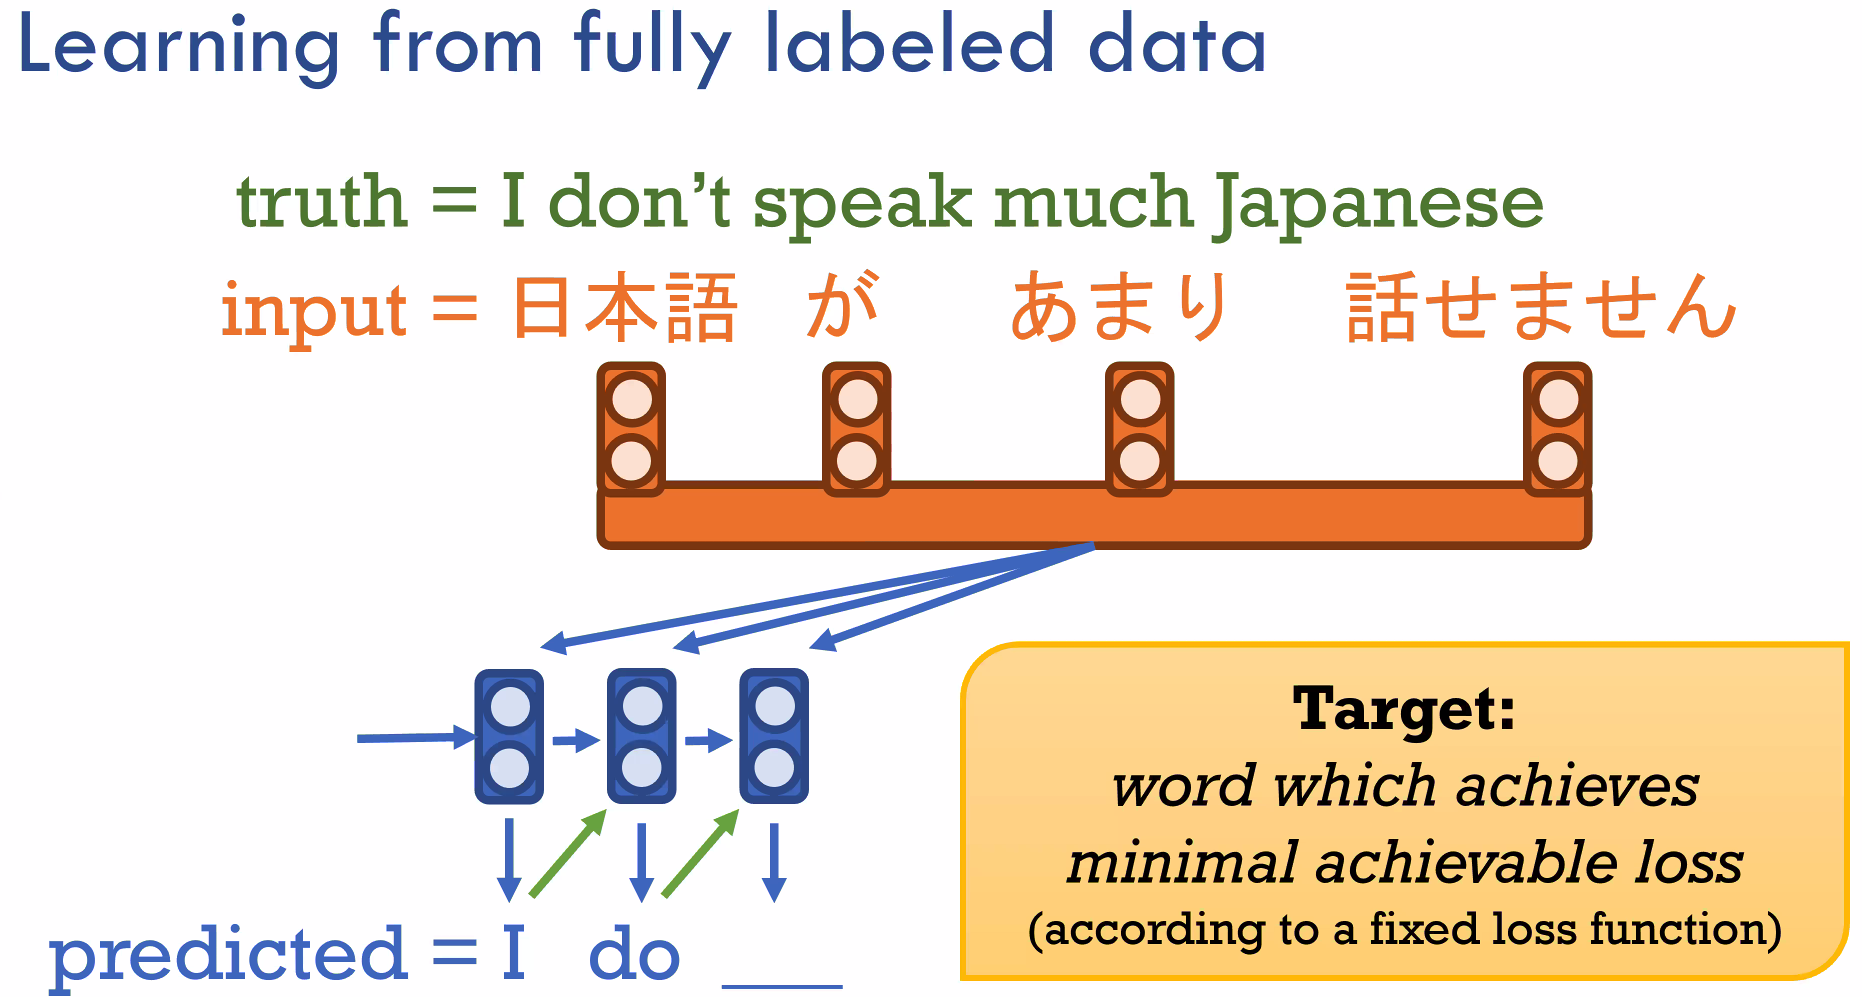 Learning from fully labeled data
truth = I don't speak much Japanese
input = 日本語 が あまり 話せません
Target:
word which achieves
minimal achievable loss
(according to a fixed loss function)
predicted = I do ___